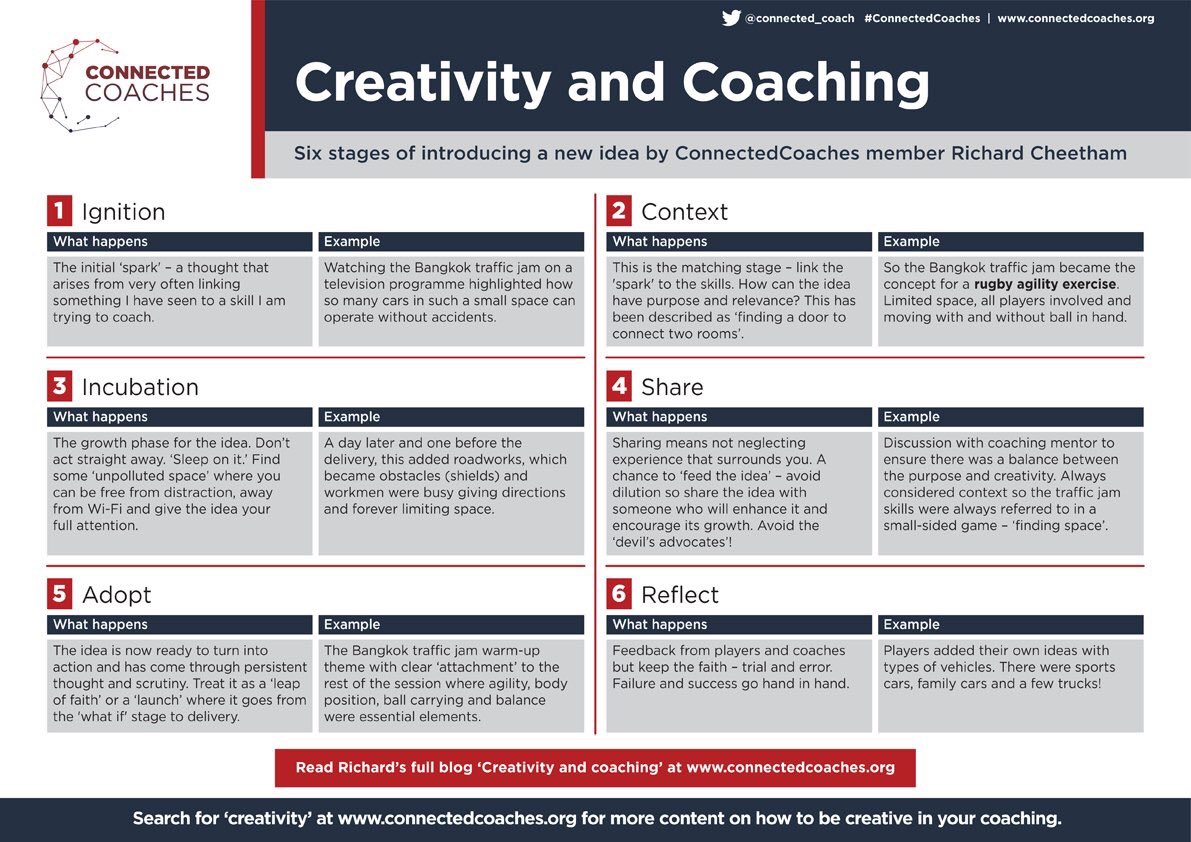 @connected_coach #ConnectedCoaches | www.connectedcoaches.org
CONNECTED
COACHES
Creativity and Coaching
Six stages of introducing a new idea by ConnectedCoaches member Richard Cheetham
1 Ignition
What happens
The initial ‘spark’ – a thought that
arises from very often linking
something I have seen to a skill I am
trying to coach.
Example
Watching the Bangkok traffic jam on a
television programme highlighted how
so many cars in such a small space can
operate without accidents.
2 Context
What happens
This is the matching stage – link the
'spark' to the skills. How can the idea
have purpose and relevance? This has
been described as ‘finding a door to
connect two rooms’.
Example
So the Bangkok traffic jam became the
concept for a rugby agility exercise.
Limited space, all players involved and
moving with and without ball in hand.
3 Incubation
What happens
The growth phase for the idea. Don’t
act straight away. ‘Sleep on it.’ Find
some ‘unpolluted space’ where you
can be free from distraction, away
from Wi-Fi and give the idea your
full attention.
Example
A day later and one before the
delivery, this added roadworks, which
became obstacles (shields) and
workmen were busy giving directions
and forever limiting space.
4 Share
What happens
Sharing means not neglecting
experience that surrounds you. A
chance to ‘feed the idea’ – avoid
dilution so share the idea with
someone who will enhance it and
encourage its growth. Avoid the
‘devil’s advocates’!
Example
Discussion with coaching mentor to
ensure there was a balance between
the purpose and creativity. Always
considered context so the traffic jam
skills were always referred to in a
small-sided game – ‘finding space’.
5 Adopt
What happens
The idea is now ready to turn into
action and has come through persistent
thought and scrutiny. Treat it as a ‘leap
of faith’ or a ‘launch’ where it goes from
the 'what if' stage to delivery.
Example
The Bangkok traffic jam warm-up
theme with clear ‘attachment’ to the
rest of the session where agility, body
position, ball carrying and balance
were essential elements.
6 Reflect
What happens
Feedback from players and coaches
but keep the faith – trial and error.
Failure and success go hand in hand.
Example
Players added their own ideas with
types of vehicles. There were sports
cars, family cars and a few trucks!
Read Richard’s full blog ‘Creativity and coaching’ at www.connectedcoaches.org
Search for ‘creativity’ at www.connectedcoaches.org for more content on how to be creative in your coaching.